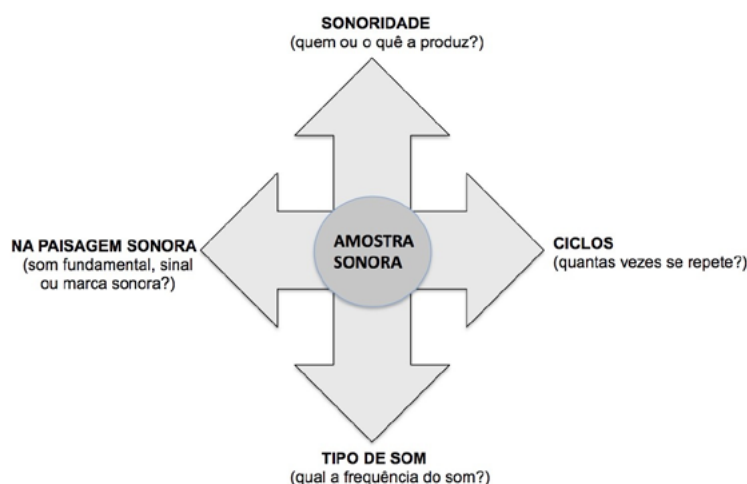 SONORIDADE
(quem ou o quê a produz?)
NA PAISAGEM SONORA
(som fundamental, sinal
ou marca sonora?)
AMOSTRA
SONORA
CICLOS
(quantas vezes se repete?)
TIPO DE SOM
(qual a frequência do som?)